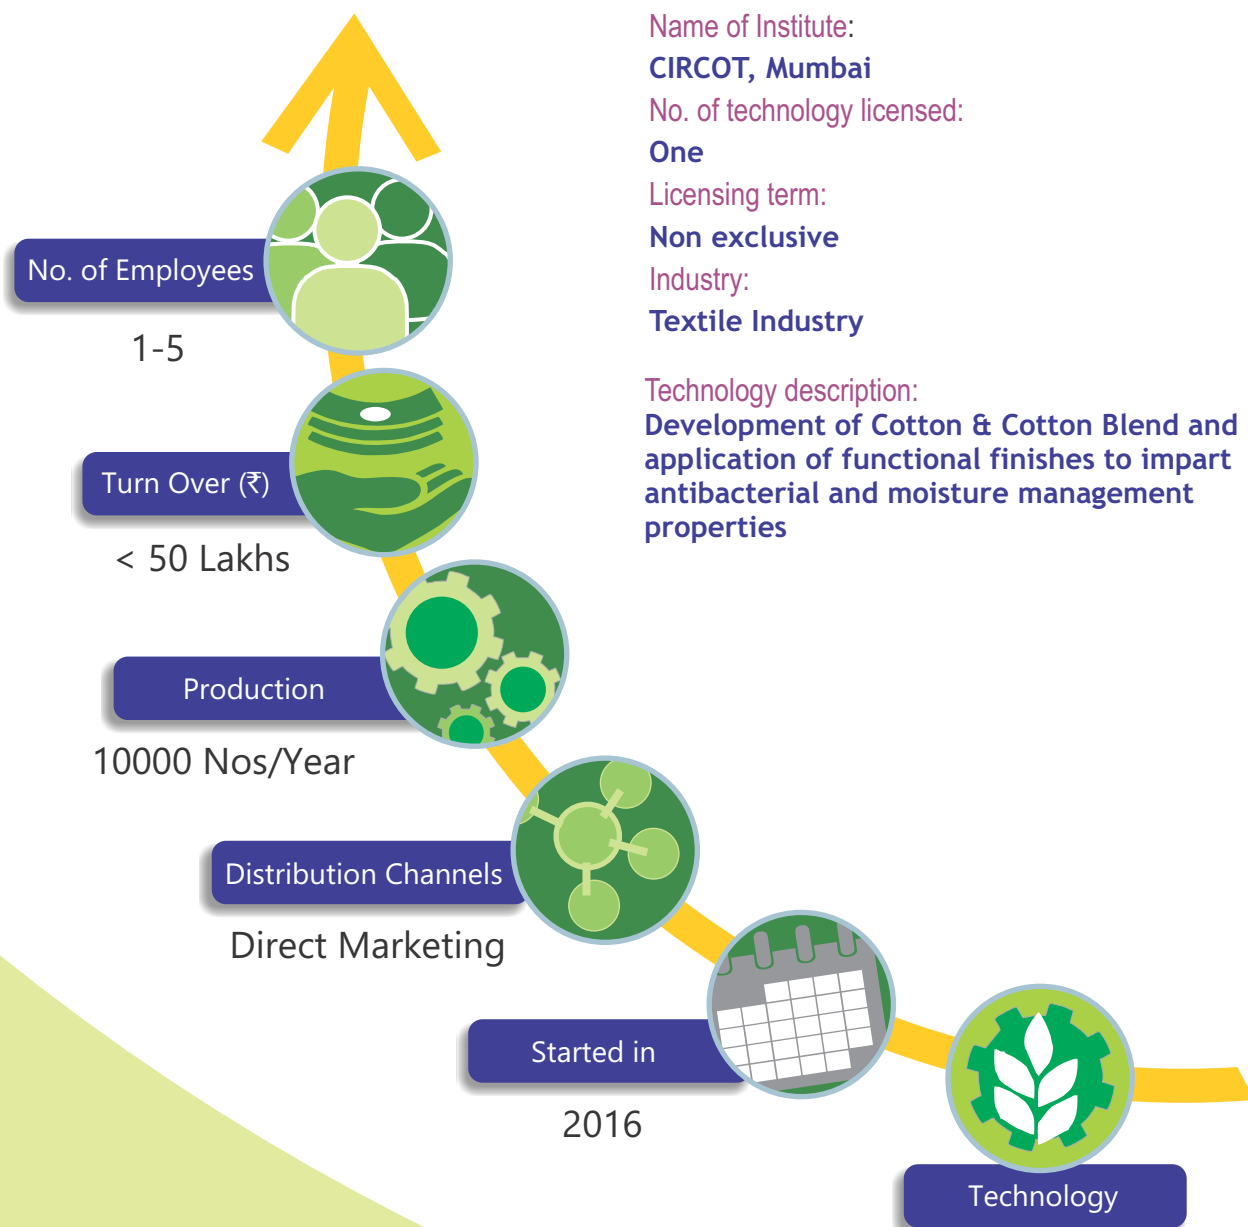 Name of Institute:
CIRCOT, Mumbai
No. of technology licensed:
One
Licensing term:
Non exclusive
Industry:
Textile Industry
Technology description:
Development of Cotton & Cotton Blend and
application of functional finishes to impart
antibacterial and moisture management
properties
No. of Employees
1-5
Turn Over (₹)
< 50 Lakhs
Production
10000 Nos/Year
Distribution Channels
Direct Marketing
Started in
2016
Technology